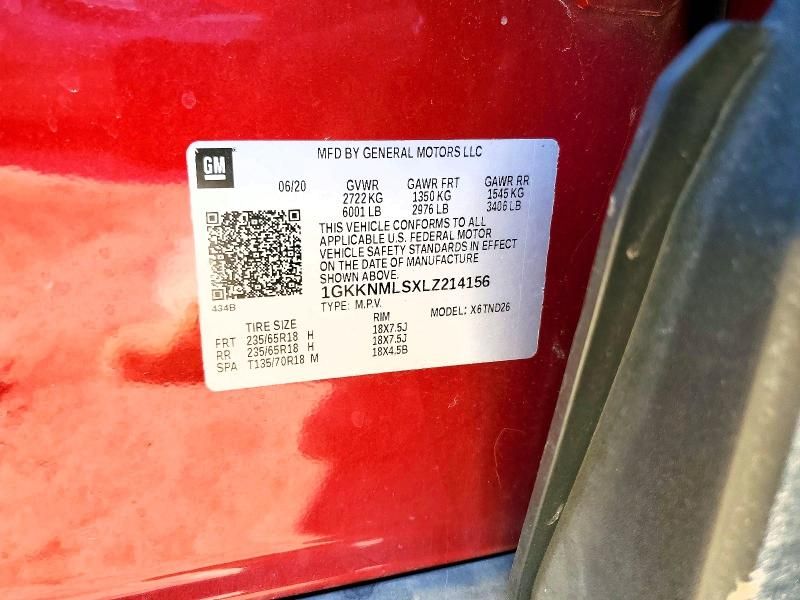 GM
MFD BY GENERAL MOTORS LLC
06/20 GVWR GAWR FRT GAWR RR
2722 KG 1350 KG 1545 KG
6001 LB 2976 LB 3406 LB
THIS VEHICLE CONFORMS TO ALL
APPLICABLE U.S. FEDERAL MOTOR
VEHICLE SAFETY STANDARDS IN EFFECT
ON THE DATE OF MANUFACTURE
SHOWN ABOVE.
1GKKNMLSXLZ214156
434B
TYPE: M.P.V. MODEL: X6TND26
TIRE SIZE RIM
FRT 235/65R18 H 18X7.5J
RR 235/65R18 H 18X7.5J
SPA T135/70R18 M 18X4.5B